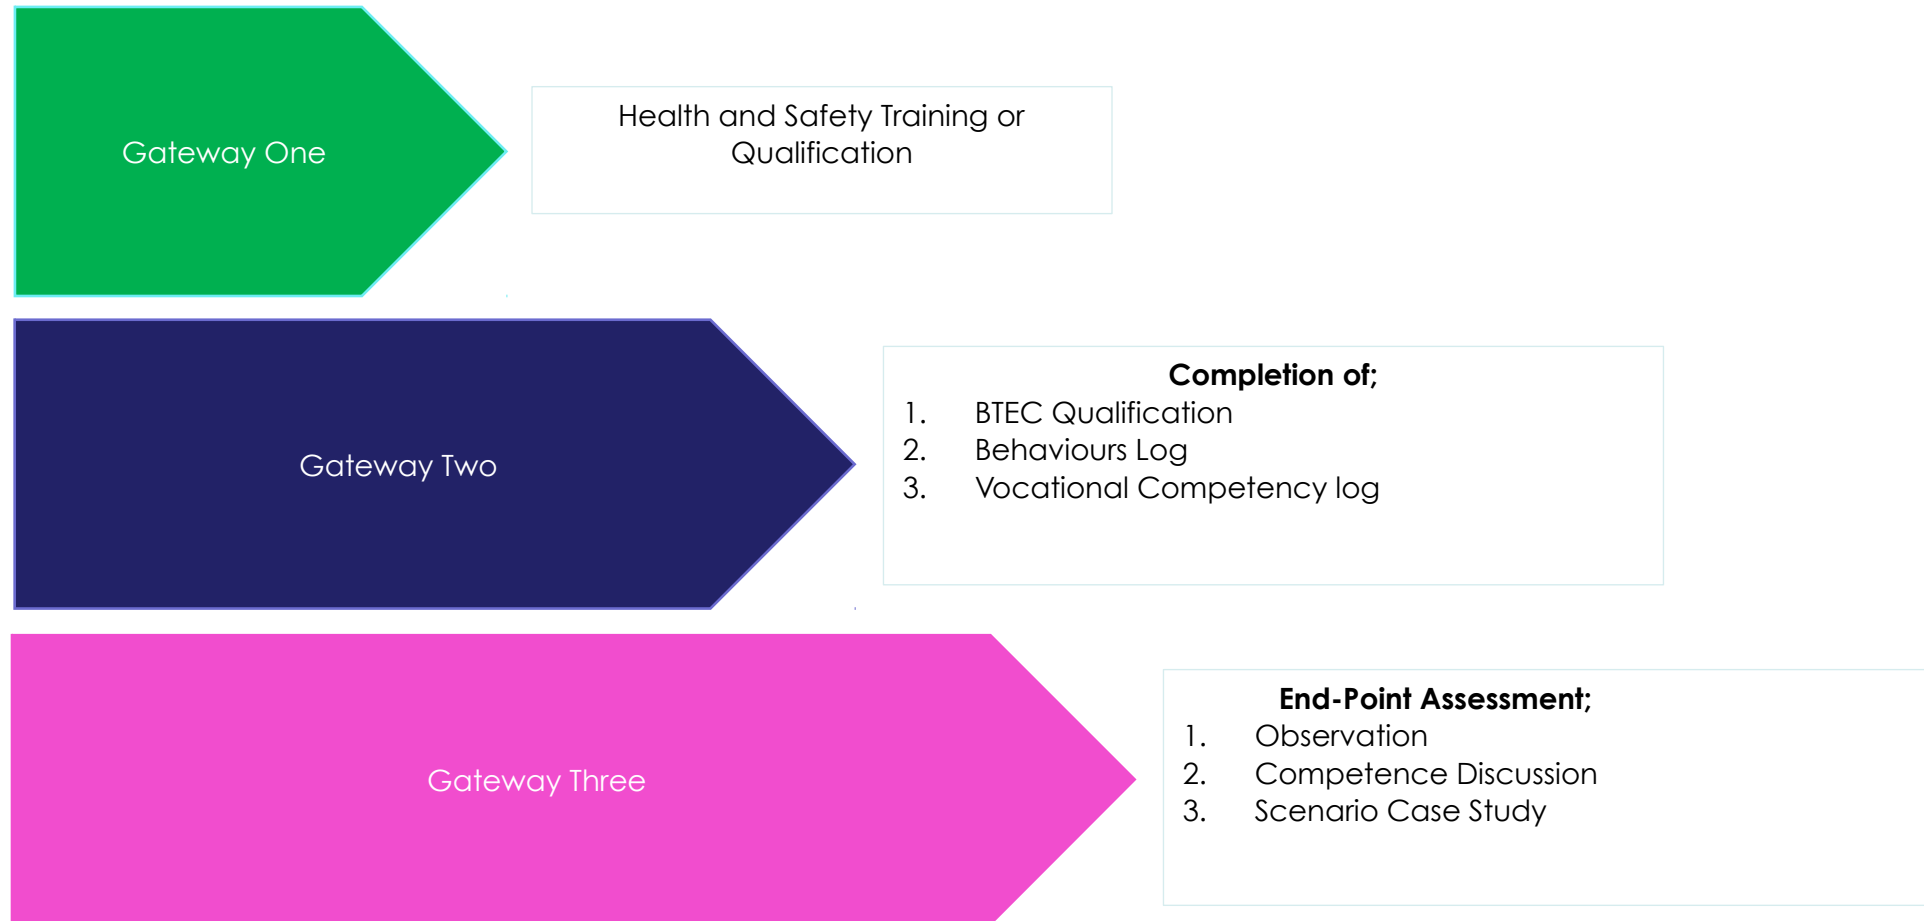 Gateway One
Health and Safety Training or
Qualification
Gateway Two
Completion of;
1. BTEC Qualification
2. Behaviours Log
3. Vocational Competency log
Gateway Three
End-Point Assessment;
1. Observation
2. Competence Discussion
3. Scenario Case Study